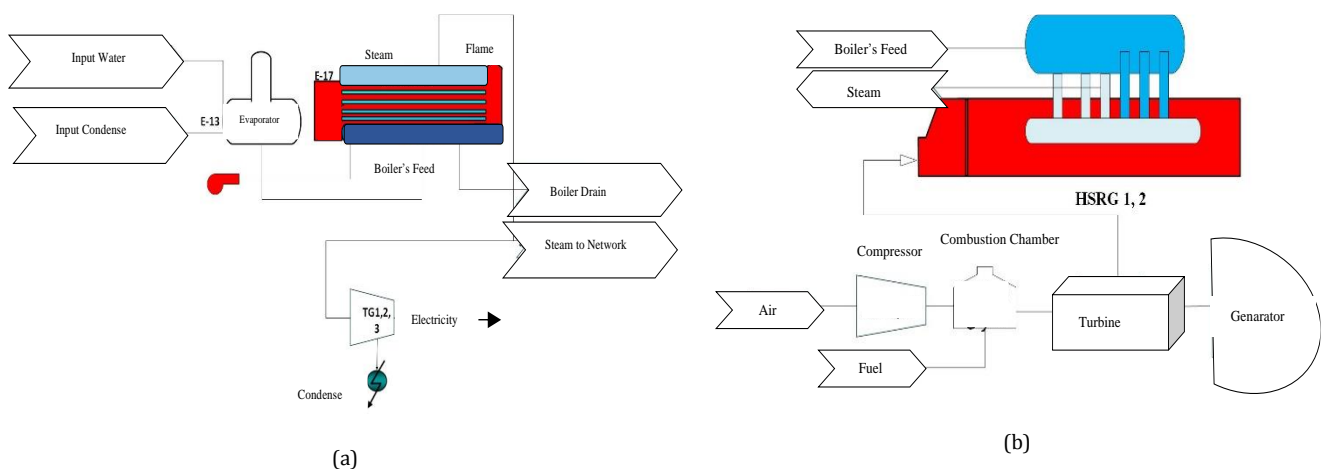 Input Water
Input Condense
E-13
Evaporator
Steam
Flame
E-17
Boiler's Feed
Boiler Drain
Steam to Network
TG1,2,
3
Electricity
Condense
(a)
Boiler's Feed
Steam
HSRG 1, 2
Combustion Chamber
Compressor
Air
Fuel
Turbine
Genarator
(b)